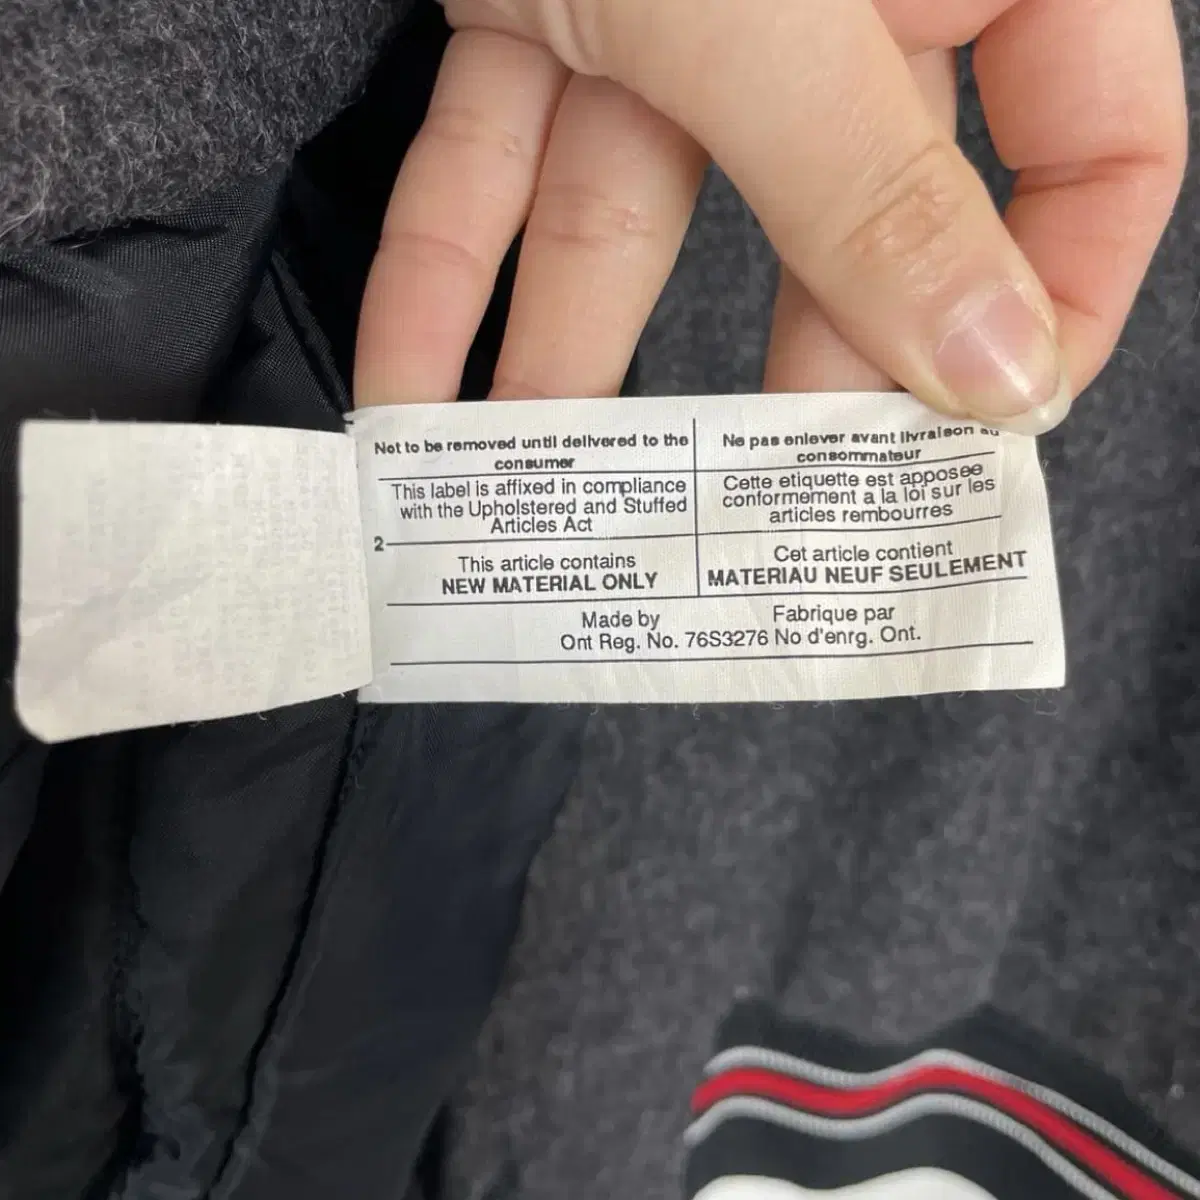 Not to be removed until delivered to the
consumer
This label is affixed in compliance
with the Upholstered and Stuffed
Articles Act
2
This article contains
NEW MATERIAL ONLY
Ne pas enlever avant livraison au
consommateur
Cette etiquette est apposee
conformement a la loi sur les
articles rembourres
Cet article contient
MATERIAU NEUF SEULEMENT
Made by Fabrique par
Ont Reg. No. 76S3276 No d'enrg. Ont.